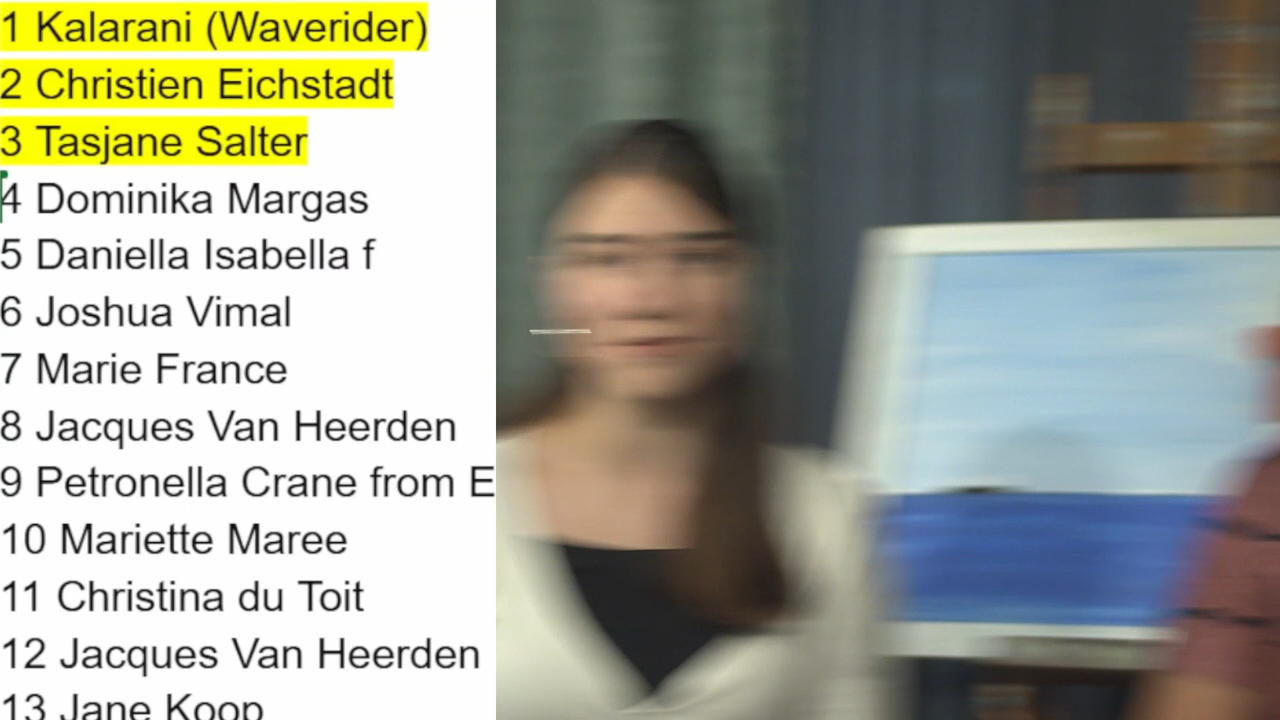 1 Kalarani (Waverider)
2 Christien Eichstadt
3 Tasjane Salter
4 Dominika Margas
5 Daniella Isabella f
6 Joshua Vimal
7 Marie France
8 Jacques Van Heerden
9 Petronella Crane from E
10 Mariette Maree
11 Christina du Toit
12 Jacques Van Heerden
13 Jane Koop